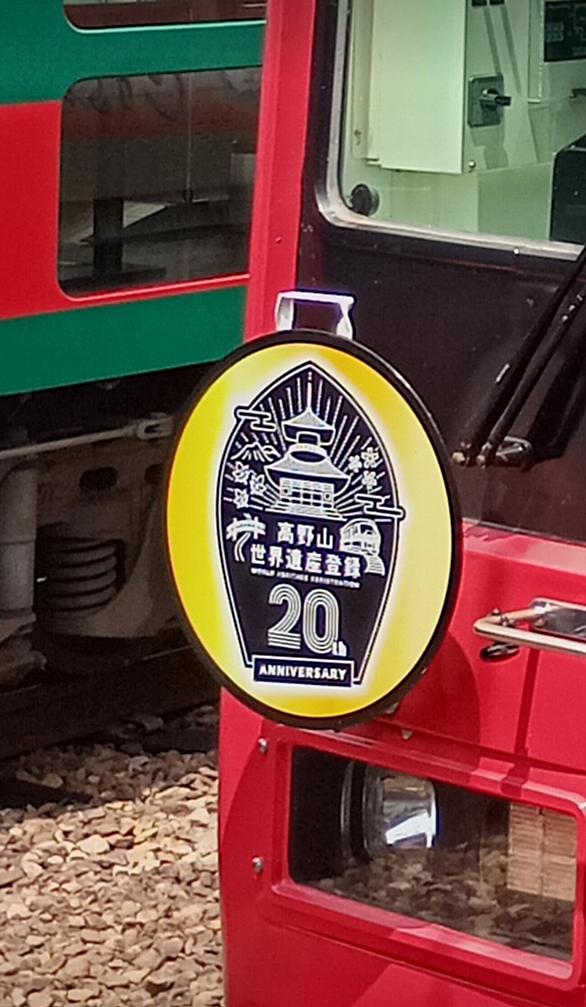 高野山
世界遺産登録
WORLD HERITAGE REGISTRATION
20th
ANNIVERSARY